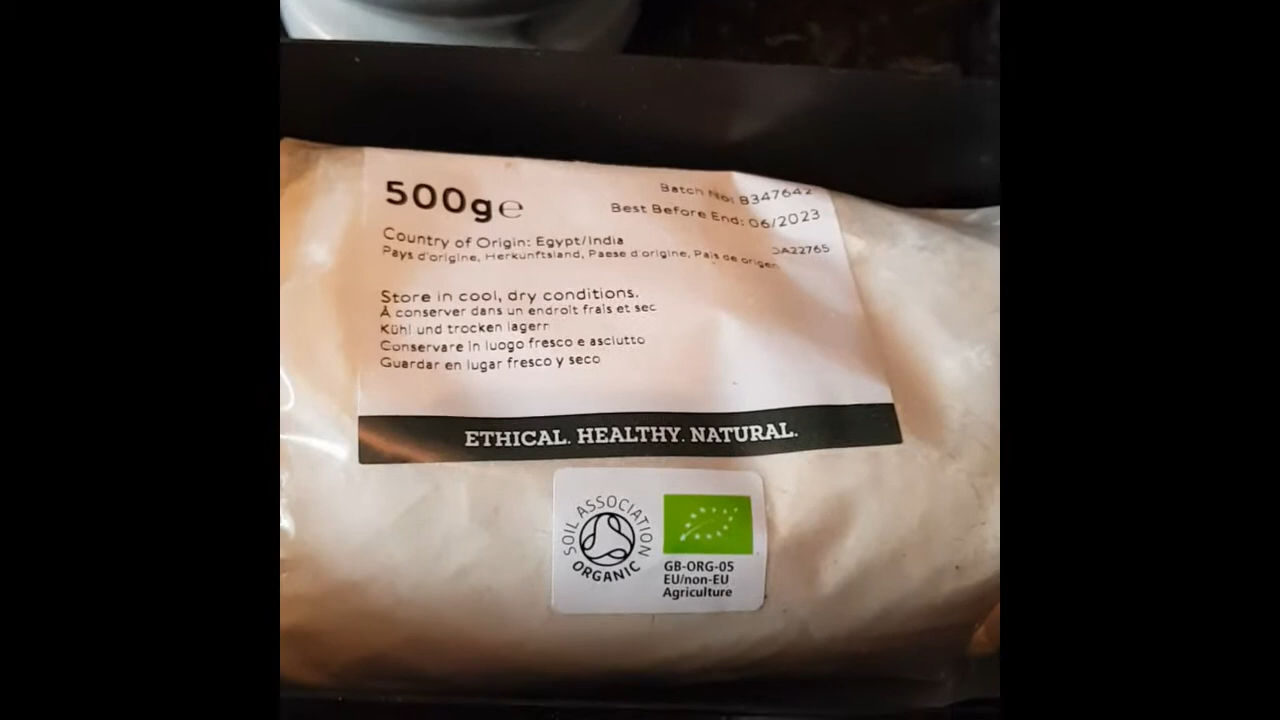 500g℮
Batch No: B347642
Best Before End: 06/2023
Country of Origin: Egypt/India
Pays d'origine, Herkunftsland, Paese d'origine, País de origen
Store in cool, dry conditions.
À conserver dans un endroit frais et sec
Kühl und trocken lagern
Conservare in luogo fresco e asciutto
Guardar en lugar fresco y seco
ETHICAL. HEALTHY. NATURAL.
SOIL ASSOCIATION
ORGANIC
GB-ORG-05
EU/non-EU
Agriculture